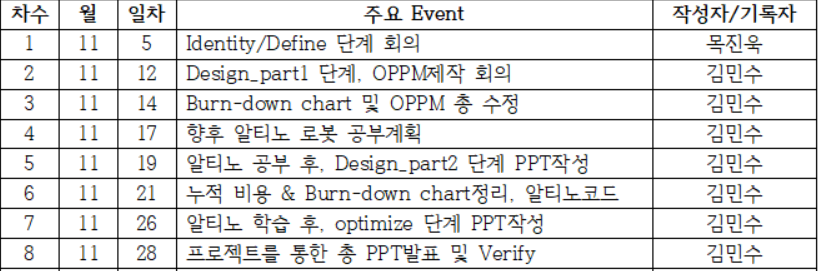 차수 월 일차 주요 Event 작성자/기록자
1 11 5 Identity/Define 단계 회의 목진욱
2 11 12 Design_part1 단계, OPPM제작 회의 김민수
3 11 14 Burn-down chart 및 OPPM 총 수정 김민수
4 11 17 향후 알티노 로봇 공부계획 김민수
5 11 19 알티노 공부 후, Design_part2 단계 PPT작성 김민수
6 11 21 누적 비용 & Burn-down chart정리, 알티노코드 김민수
7 11 26 알티노 학습 후, optimize 단계 PPT작성 김민수
8 11 28 프로젝트를 통한 총 PPT발표 및 Verify 김민수